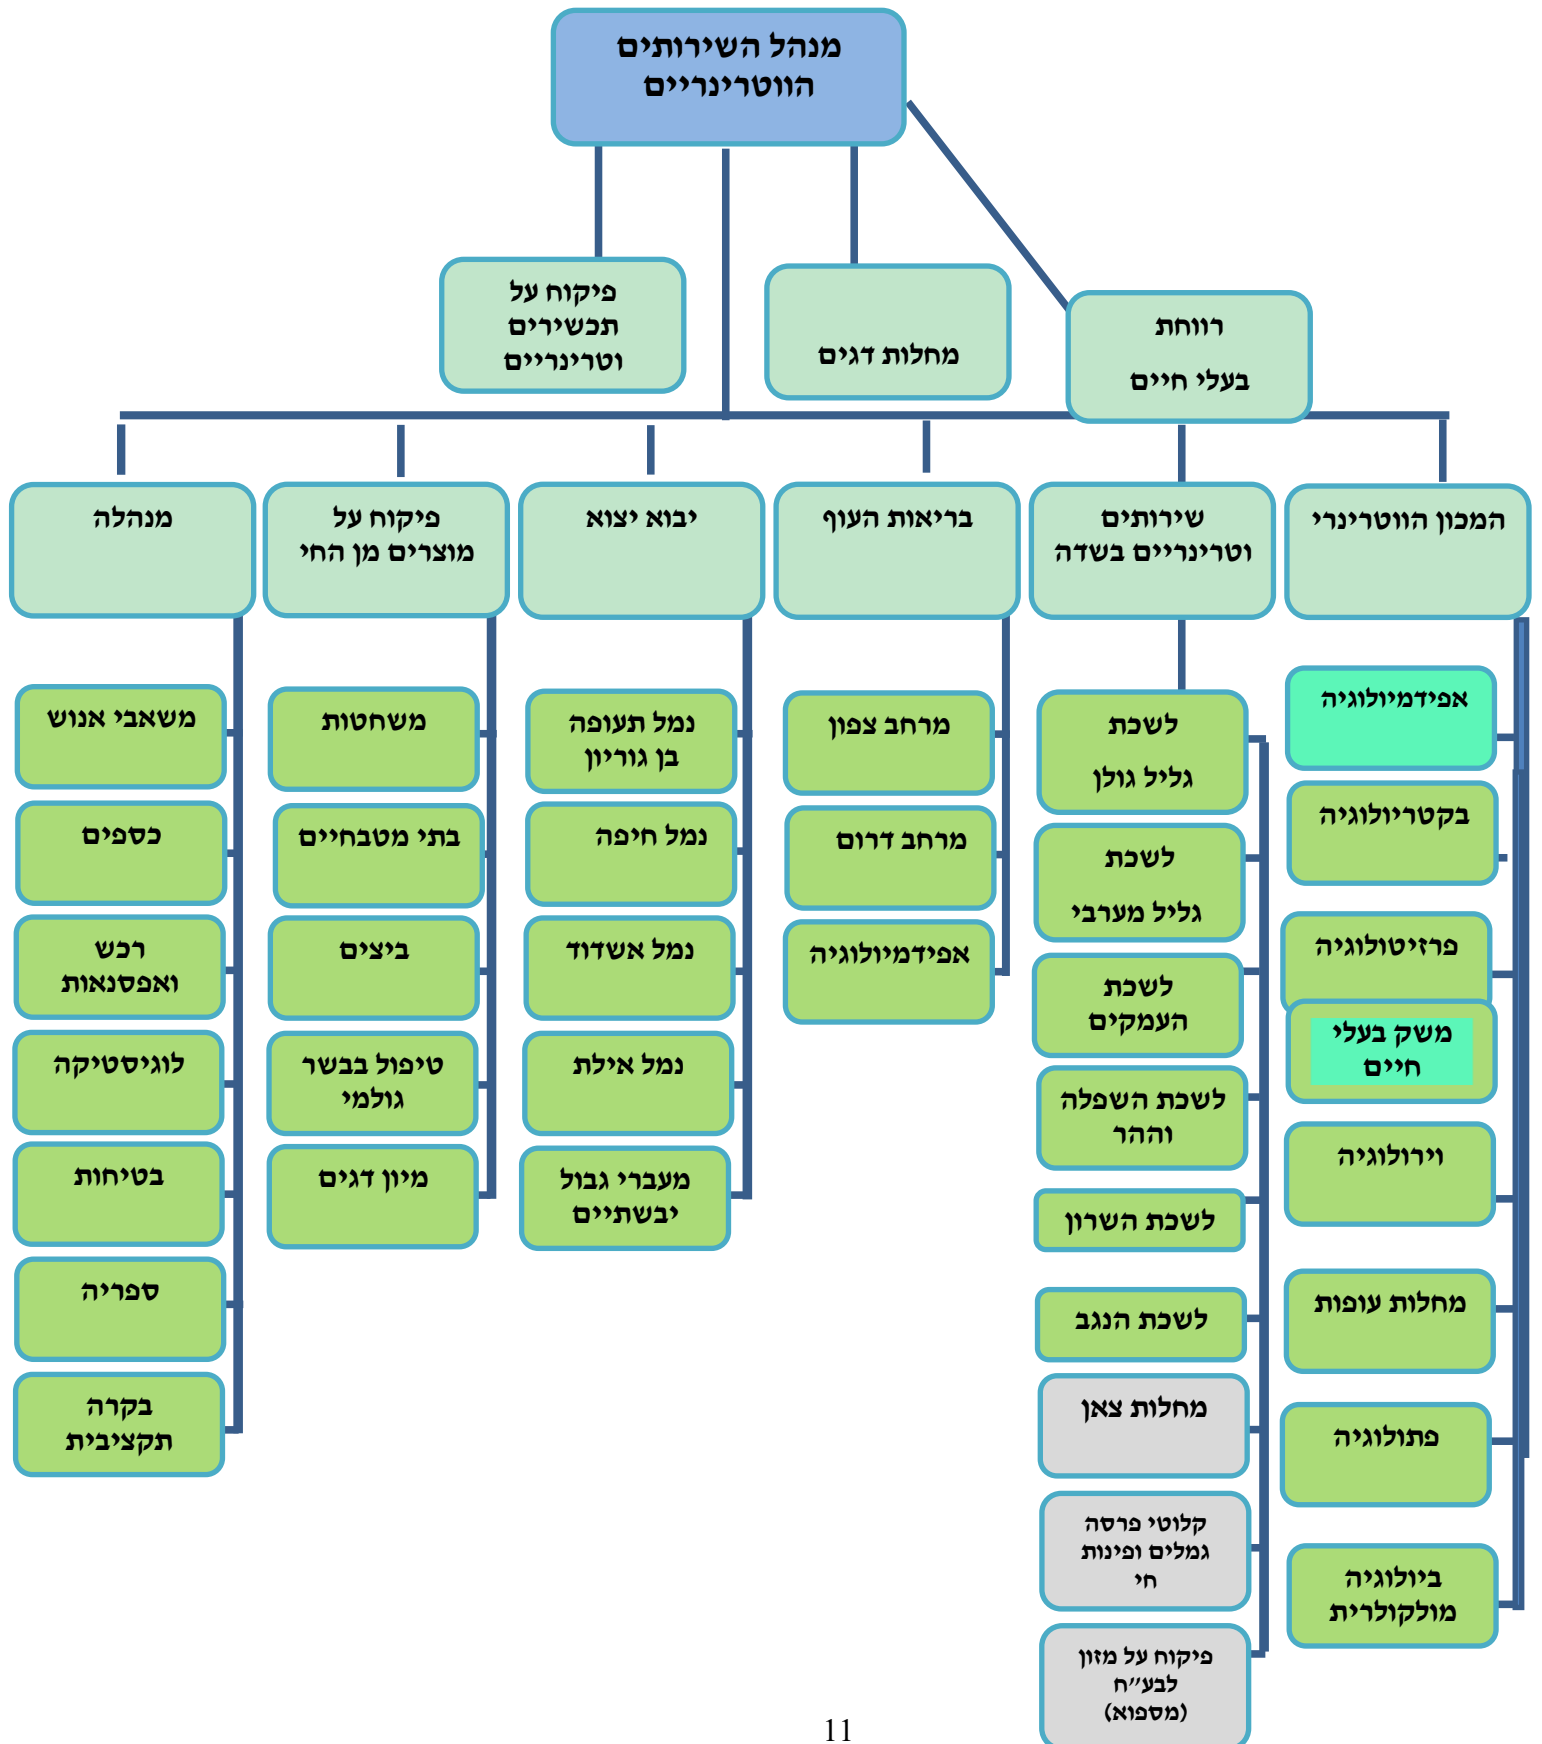 מנהל השירותים
הווטרינריים
פיקוח על
תכשירים
וטרינריים
מחלות דגים
רווחת
בעלי חיים
המכון הווטרינרי
שירותים
וטרינריים בשדה
בריאות העוף
יבוא יצוא
פיקוח על
מוצרים מן החי
מנהלה
אפידמיולוגיה
בקטריולוגיה
פרזיטולוגיה
משק בעלי
חיים
וירולוגיה
מחלות עופות
פתולוגיה
ביולוגיה
מולקולרית
לשכת
גליל גולן
לשכת
גליל מערבי
לשכת
העמקים
לשכת השפלה
וההר
לשכת השרון
לשכת הנגב
מחלות צאן
קלוטי פרסה
גמלים ופינות
חי
פיקוח על מזון
לבע״ח
(מספוא)
מרחב צפון
מרחב דרום
אפידמיולוגיה
נמל תעופה
בן גוריון
נמל חיפה
נמל אשדוד
נמל אילת
מעברי גבול
יבשתיים
משחטות
בתי מטבחיים
ביצים
טיפול בבשר
גולמי
מיון דגים
משאבי אנוש
כספים
רכש
ואפסנאות
לוגיסטיקה
בטיחות
ספריה
בקרה
תקציבית
11